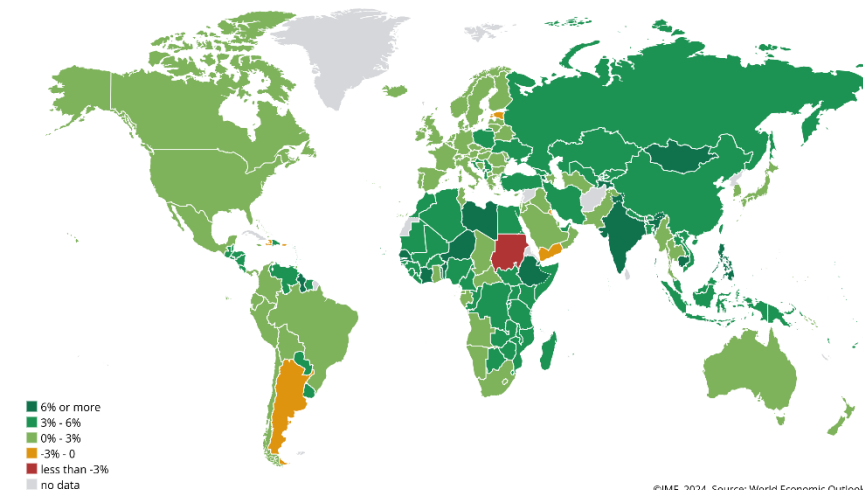 6% or more
3% - 6%
0% - 3%
-3% - 0
less than -3%
no data
©IMF, 2024, Source: World Economic Outlook